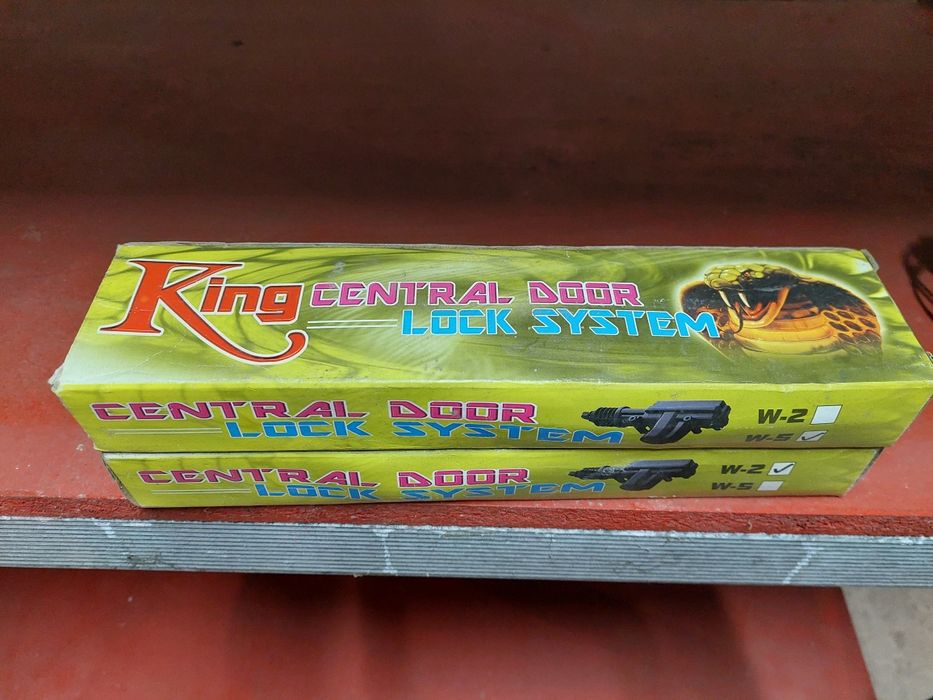 King CENTRAL DOOR
LOCK SYSTEM
CENTRAL DOOR
LOCK SYSTEM
W-2
W-5
CENTRAL DOOR
LOCK SYSTEM
W-2
W-5